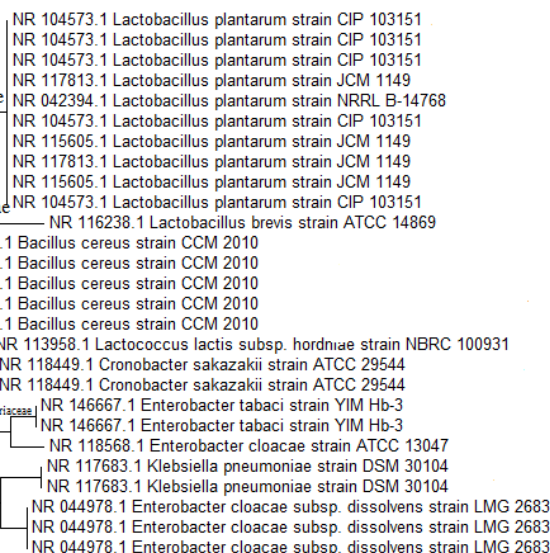 NR 104573.1 Lactobacillus plantarum strain CIP 103151
NR 104573.1 Lactobacillus plantarum strain CIP 103151
NR 104573.1 Lactobacillus plantarum strain CIP 103151
NR 117813.1 Lactobacillus plantarum strain JCM 1149
NR 042394.1 Lactobacillus plantarum strain NRRL B-14768
NR 104573.1 Lactobacillus plantarum strain CIP 103151
NR 115605.1 Lactobacillus plantarum strain JCM 1149
NR 117813.1 Lactobacillus plantarum strain JCM 1149
NR 115605.1 Lactobacillus plantarum strain JCM 1149
NR 104573.1 Lactobacillus plantarum strain CIP 103151
NR 116238.1 Lactobacillus brevis strain ATCC 14869
.1 Bacillus cereus strain CCM 2010
.1 Bacillus cereus strain CCM 2010
.1 Bacillus cereus strain CCM 2010
.1 Bacillus cereus strain CCM 2010
.1 Bacillus cereus strain CCM 2010
NR 113958.1 Lactococcus lactis subsp. hordniae strain NBRC 100931
NR 118449.1 Cronobacter sakazakii strain ATCC 29544
NR 118449.1 Cronobacter sakazakii strain ATCC 29544
riaceae NR 146667.1 Enterobacter tabaci strain YIM Hb-3
NR 146667.1 Enterobacter tabaci strain YIM Hb-3
NR 118568.1 Enterobacter cloacae strain ATCC 13047
NR 117683.1 Klebsiella pneumoniae strain DSM 30104
NR 117683.1 Klebsiella pneumoniae strain DSM 30104
NR 044978.1 Enterobacter cloacae subsp. dissolvens strain LMG 2683
NR 044978.1 Enterobacter cloacae subsp. dissolvens strain LMG 2683
NR 044978.1 Enterobacter cloacae subsp. dissolvens strain LMG 2683